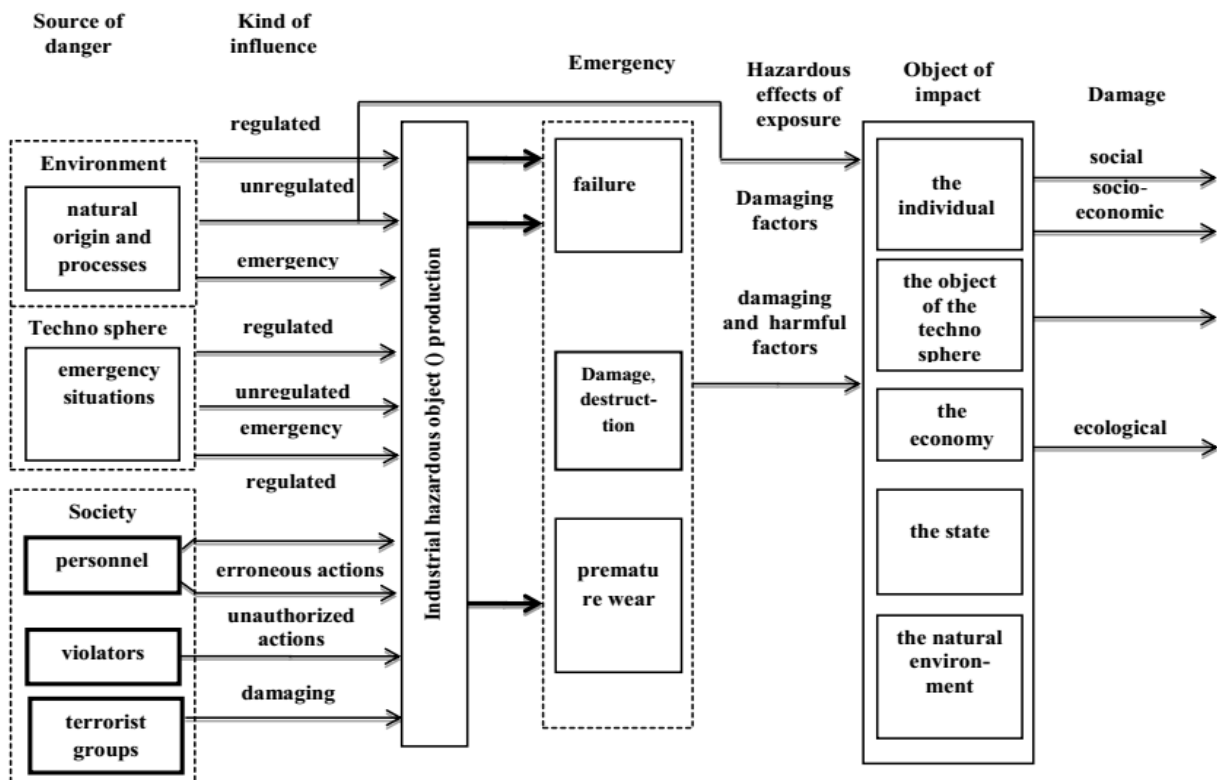 Source of
danger
Kind of
influence
Emergency
Hazardous
effects of
exposure
Object of
impact
Damage
Environment
natural
origin and
processes
Techno sphere
emergency
situations
Society
personnel
violators
terrorist
groups
regulated
unregulated
emergency
regulated
unregulated
emergency
regulated
erroneous actions
unauthorized
actions
damaging
Industrial hazardous object () production
failure
Damage,
destruct-
tion
prematu
re wear
Damaging
factors
damaging
and harmful
factors
the
individual
the object
of the
techno
sphere
the
economy
the state
the natural
environ-
ment
social
socio-
economic
ecological